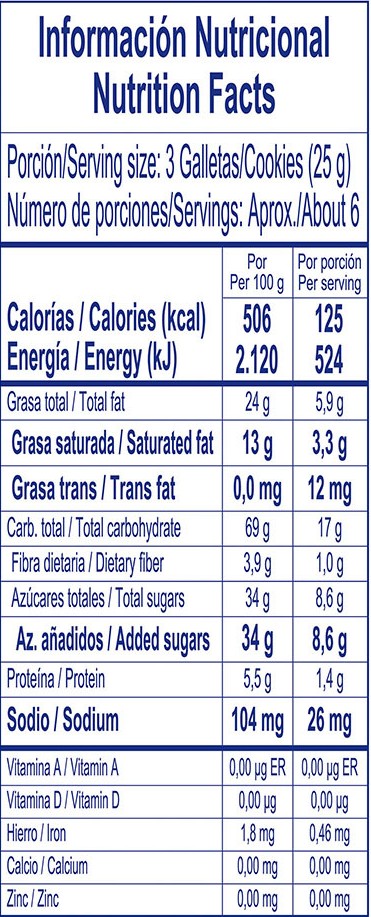 Información Nutricional
Nutrition Facts
Porción/Serving size: 3 Galletas/Cookies (25 g)
Número de porciones/Servings: Aprox./About 6
Por Por porción
Per 100 g Per serving
Calorías / Calories (kcal) 506 125
Energía / Energy (kJ) 2.120 524
Grasa total / Total fat 24 g 5,9 g
Grasa saturada / Saturated fat 13 g 3,3 g
Grasa trans / Trans fat 0,0 mg 12 mg
Carb. total / Total carbohydrate 69 g 17 g
Fibra dietaria / Dietary fiber 3,9 g 1,0 g
Azúcares totales / Total sugars 34 g 8,6 g
Az. añadidos / Added sugars 34 g 8,6 g
Proteína / Protein 5,5 g 1,4 g
Sodio / Sodium 104 mg 26 mg
Vitamina A / Vitamin A 0,00 µg ER 0,00 µg ER
Vitamina D / Vitamin D 0,00 µg 0,00 µg
Hierro / Iron 1,8 mg 0,46 mg
Calcio / Calcium 0,00 mg 0,00 mg
Zinc / Zinc 0,00 mg 0,00 mg